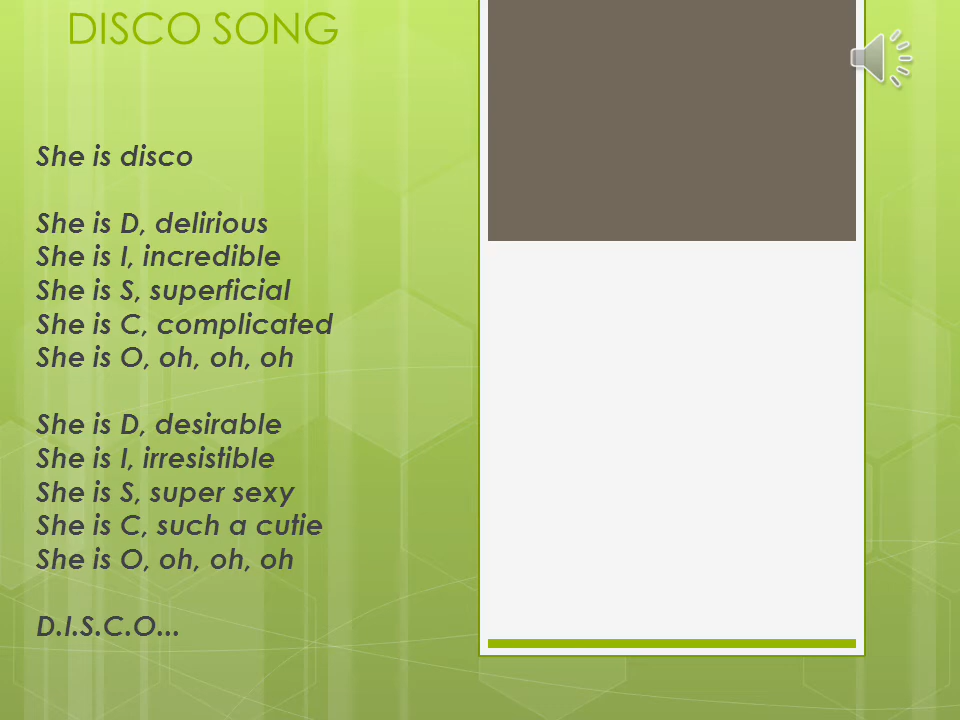 DISCO SONG
She is disco
She is D, delirious
She is I, incredible
She is S, superficial
She is C, complicated
She is O, oh, oh, oh
She is D, desirable
She is I, irresistible
She is S, super sexy
She is C, such a cutie
She is O, oh, oh, oh
D.I.S.C.O...